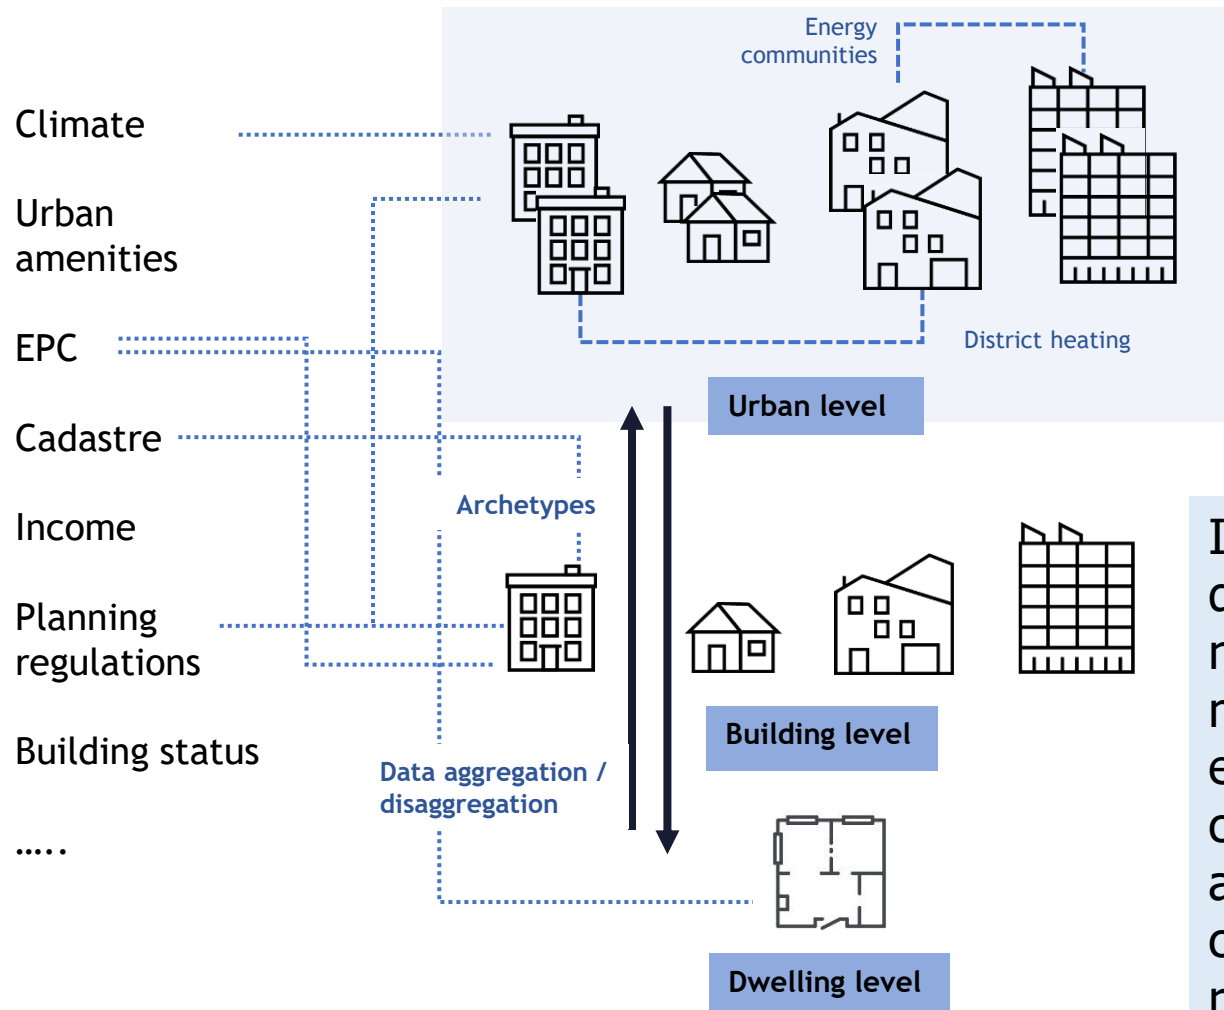 Energy
communities
Climate
Urban
amenities
EPC
District heating
Urban level
Cadastre
Archetypes
Income
Planning
regulations
Building level
Building status
Data aggregation /
disaggregation
…..
Dwelling level